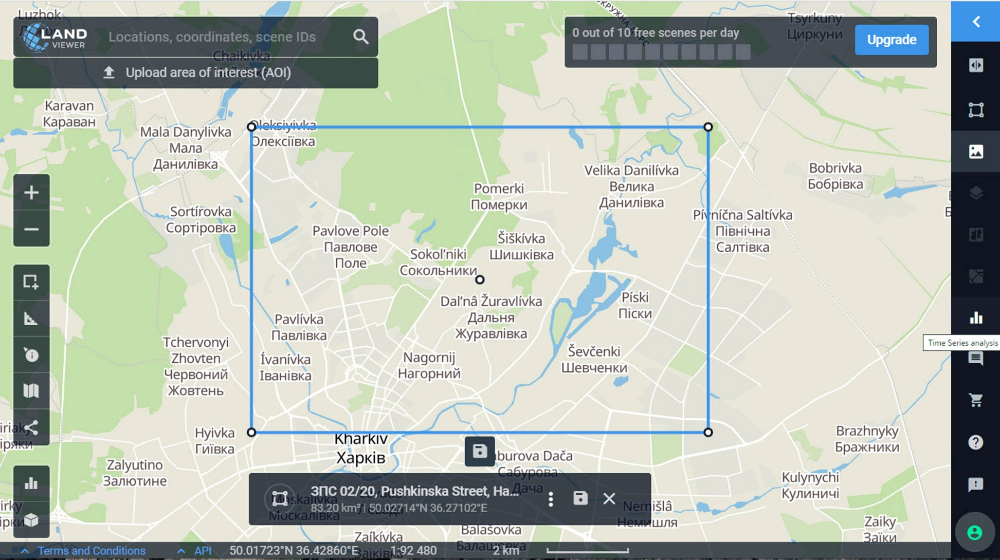 Luzhok
LAND
VIEWER
Locations, coordinates, scene IDs
Chaikivka
Upload area of interest (AOI)
0 out of 10 free scenes per day
Upgrade
Tsyrkuny
Циркуни
Karavan
Караван
Mala Danylivka
Мала
Данилівка
Oleksiyivka
Олексіївка
Sortírovka
Сортіровка
Pavlove Pole
Павлове
Поле
Pomerki
Померки
Šiškívka
Шишківка
Sokol’niki
Сокольники
Velika Danilívka
Велика
Данилівка
Pívníčna Saltívka
Північна
Салтівка
Bobrivka
Бобрівка
Dal’nâ Žuravlívka
Дальня
Журавлівка
Píski
Піски
Pavlívka
Павлівка
Ívanívka
Іванівка
Tchervonyi
Zhovten
Червоний
Жовтень
Nagornij
Нагорний
Ševčenki
Шевченки
Time Series analysis
Hyivka
Гиївка
Kharkiv
Харків
Zalyutino
Залютине
burova Dača
Сабурова
Дача
Brazhnyky
Бражники
Kulynychi
Кулиничі
ЗПС 02/20, Pushkinska Street, Ha...
83.20 km² | 50.02714°N 36.27102°E
Moskalivka
Москалівка
Nemišlâ
Немишля
Balašovka
Балашовка
Zaíkívka
Zaiky
Заїки
Terms and Conditions
API
50.01723°N 36.42860°E
1:92 480
2 km